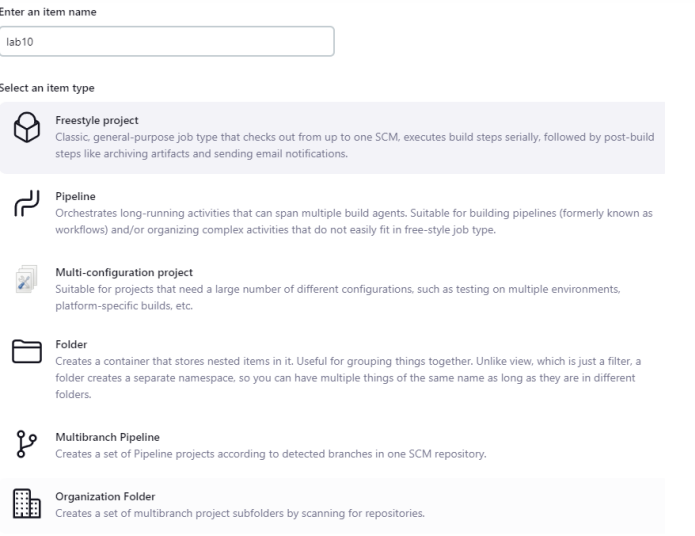 Enter an item name
lab10
Select an item type
Freestyle project
Classic, general-purpose job type that checks out from up to one SCM, executes build steps serially, followed by post-build
steps like archiving artifacts and sending email notifications.
Pipeline
Orchestrates long-running activities that can span multiple build agents. Suitable for building pipelines (formerly known as
workflows) and/or organizing complex activities that do not easily fit in free-style job type.
Multi-configuration project
Suitable for projects that need a large number of different configurations, such as testing on multiple environments,
platform-specific builds, etc.
Folder
Creates a container that stores nested items in it. Useful for grouping things together. Unlike view, which is just a filter, a
folder creates a separate namespace, so you can have multiple things of the same name as long as they are in different
folders.
Multibranch Pipeline
Creates a set of Pipeline projects according to detected branches in one SCM repository.
Organization Folder
Creates a set of multibranch project subfolders by scanning for repositories.